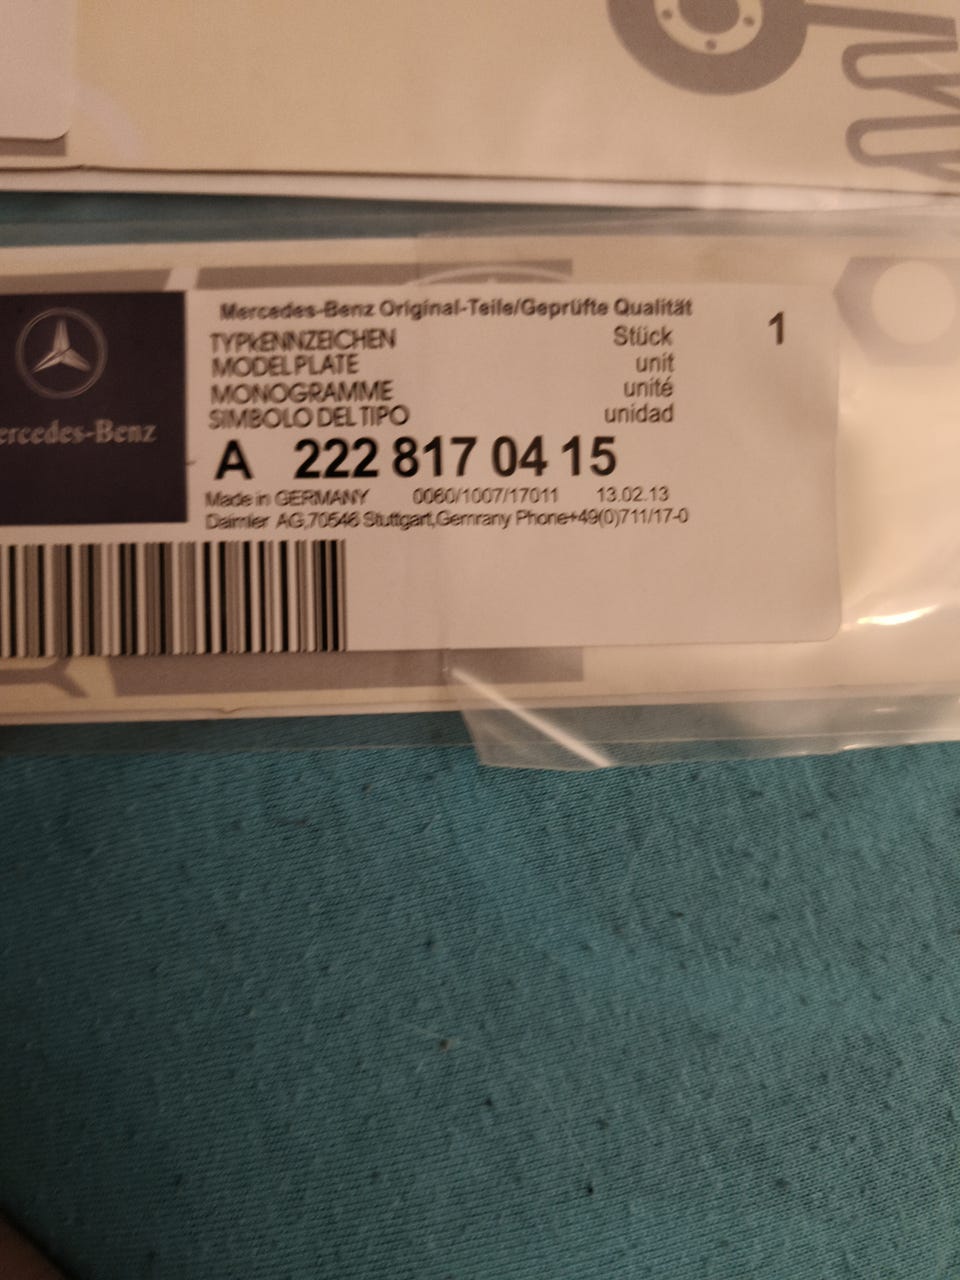 Mercedes-Benz Original-Teile/Geprüfte Qualität
TYPkENNZEICHEN Stück 1
MODEL PLATE unit
MONOGRAMME unité
SIMBOLO DEL TIPO unidad
ercedes-Benz
A 222 817 04 15
Made in GERMANY 0060/1007/17011 13.02.13
Daimler AG,70546 Stuttgart,Gemrany Phone+49(0)711/17-0